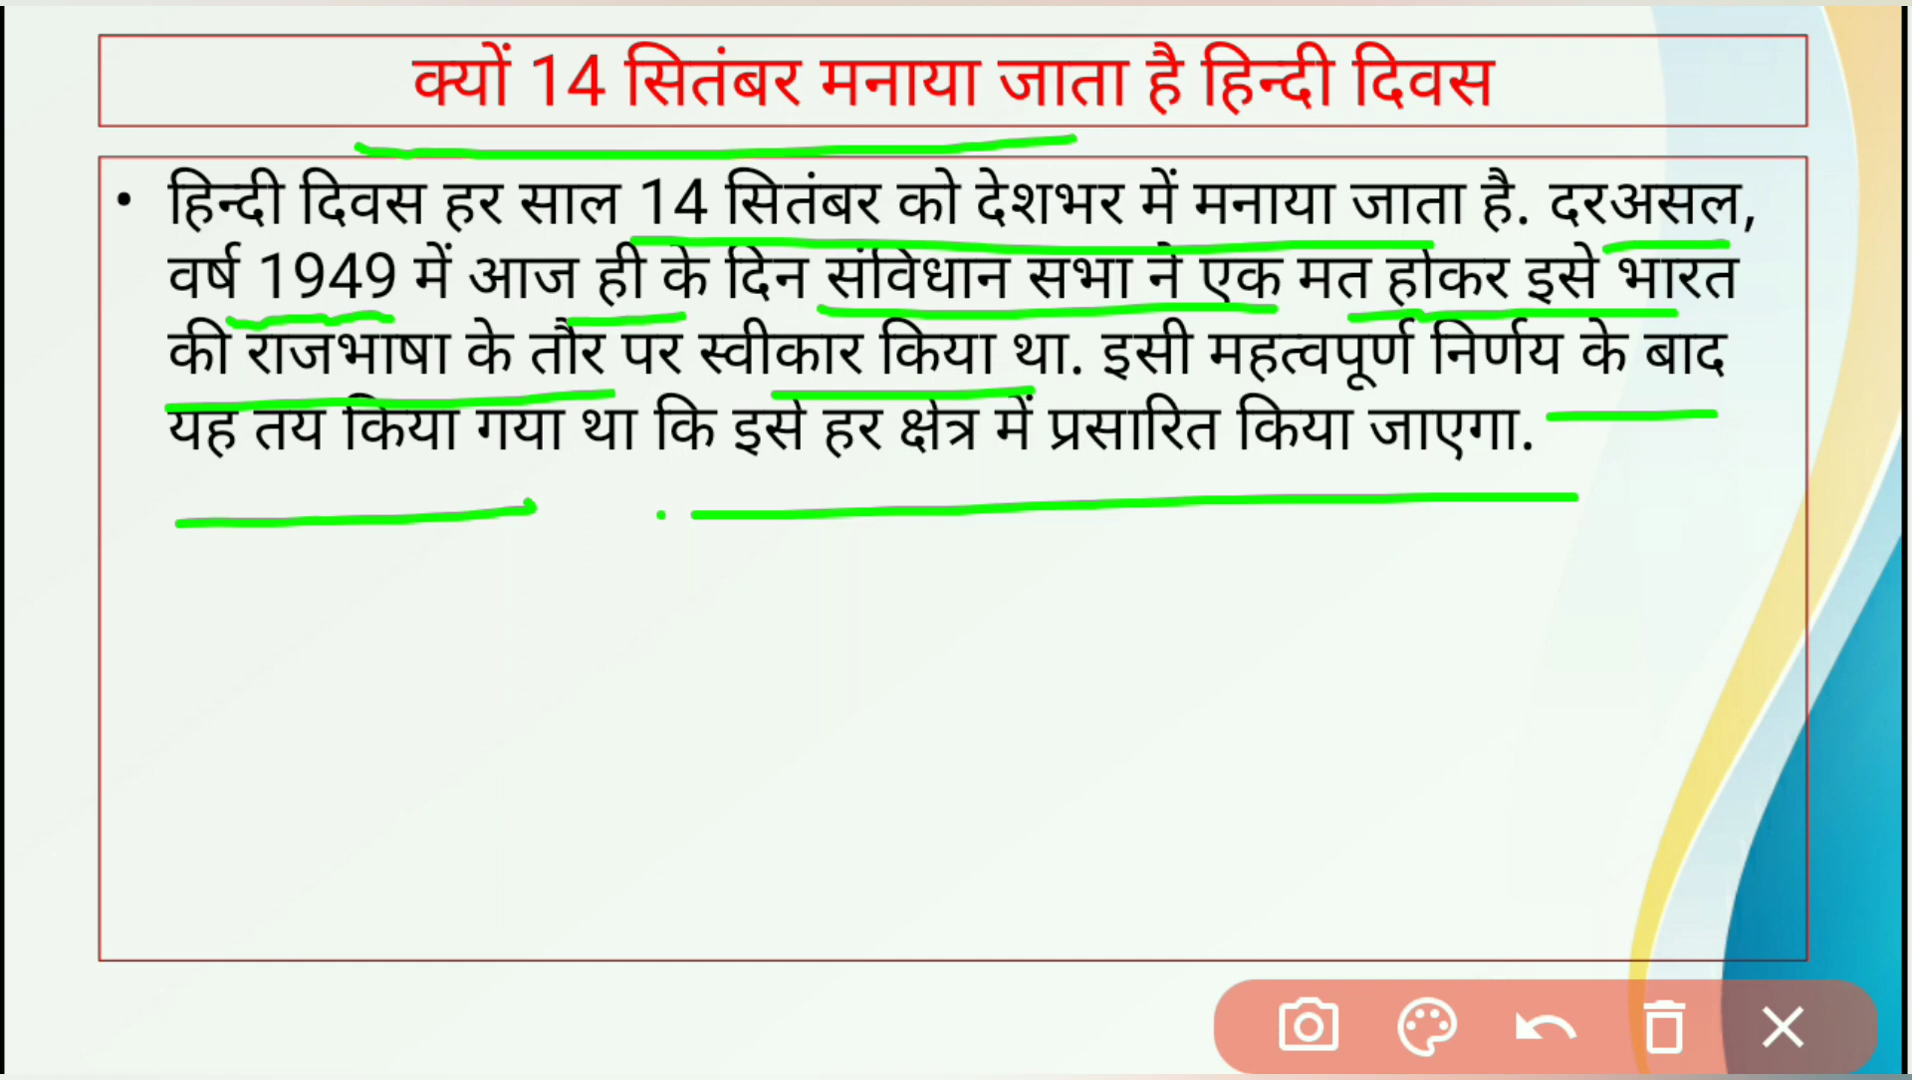 क्यों 14 सितंबर मनाया जाता है हिन्दी दिवस
• हिन्दी दिवस हर साल 14 सितंबर को देशभर में मनाया जाता है. दरअसल,
वर्ष 1949 में आज ही के दिन संविधान सभा ने एक मत होकर इसे भारत
की राजभाषा के तौर पर स्वीकार किया था. इसी महत्वपूर्ण निर्णय के बाद
यह तय किया गया था कि इसे हर क्षेत्र में प्रसारित किया जाएगा.